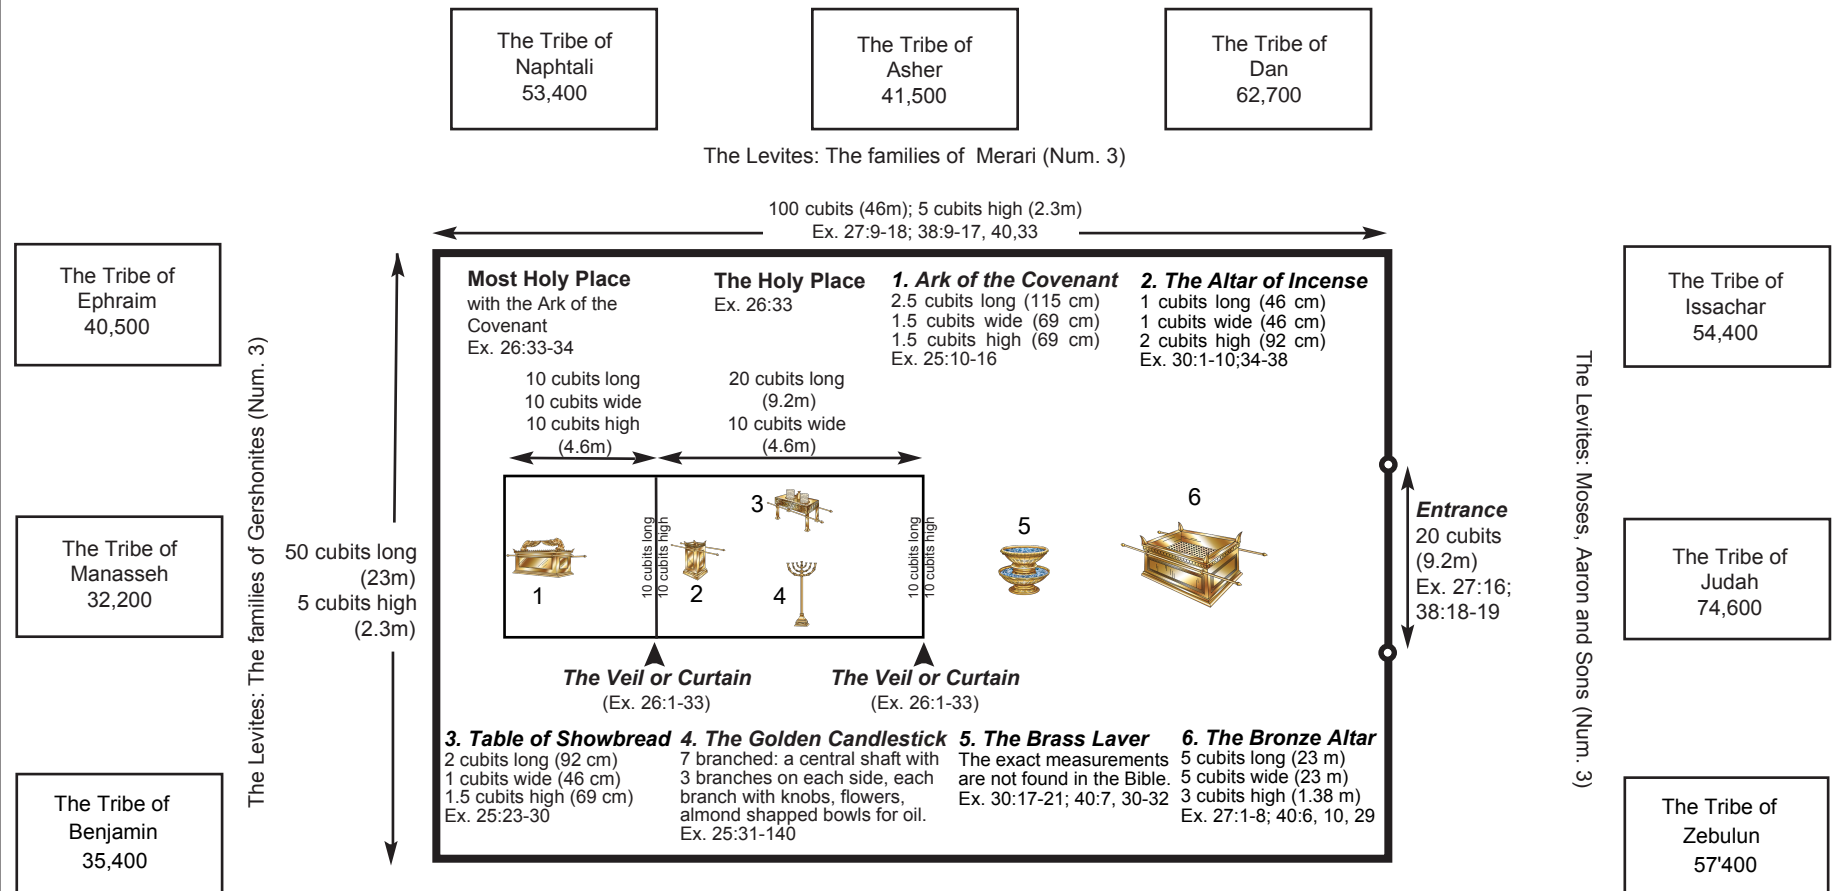 The Tribe of
Naphtali
53,400
The Tribe of
Asher
41,500
The Tribe of
Dan
62,700
The Levites: The families of Merari (Num. 3)
100 cubits (46m); 5 cubits high (2.3m)
Ex. 27:9-18; 38:9-17, 40,33
The Tribe of
Ephraim
40,500
The Tribe of
Manasseh
32,200
The Tribe of
Benjamin
35,400
The Levites: The families of Gershonites (Num. 3)
50 cubits long
(23m)
5 cubits high
(2.3m)
Most Holy Place
with the Ark of the
Covenant
Ex. 26:33-34
10 cubits long
10 cubits wide
10 cubits high
(4.6m)
The Holy Place
Ex. 26:33
20 cubits long
(9.2m)
10 cubits wide
(4.6m)
1. Ark of the Covenant
2.5 cubits long (115 cm)
1.5 cubits wide (69 cm)
1.5 cubits high (69 cm)
Ex. 25:10-16
2. The Altar of Incense
1 cubits long (46 cm)
1 cubits wide (46 cm)
2 cubits high (92 cm)
Ex. 30:1-10;34-38
1
10 cubits long
10 cubits high
2
3
4
10 cubits long
10 cubits high
5
6
The Veil or Curtain
(Ex. 26:1-33)
The Veil or Curtain
(Ex. 26:1-33)
3. Table of Showbread
2 cubits long (92 cm)
1 cubits wide (46 cm)
1.5 cubits high (69 cm)
Ex. 25:23-30
4. The Golden Candlestick
7 branched: a central shaft with
3 branches on each side, each
branch with knobs, flowers,
almond shapped bowls for oil.
Ex. 25:31-140
5. The Brass Laver
The exact measurements
are not found in the Bible.
Ex. 30:17-21; 40:7, 30-32
6. The Bronze Altar
5 cubits long (23 m)
5 cubits wide (23 m)
3 cubits high (1.38 m)
Ex. 27:1-8; 40:6, 10, 29
Entrance
20 cubits
(9.2m)
Ex. 27:16;
38:18-19
The Levites: Moses, Aaron and Sons (Num. 3)
The Tribe of
Issachar
54,400
The Tribe of
Judah
74,600
The Tribe of
Zebulun
57'400